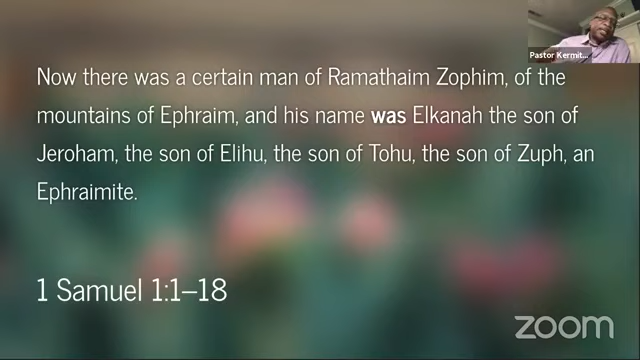 Pastor Kermit...
Now there was a certain man of Ramathaim Zophim, of the
mountains of Ephraim, and his name was Elkanah the son of
Jeroham, the son of Elihu, the son of Tohu, the son of Zuph, an
Ephraimite.
1 Samuel 1:1–18
zoom